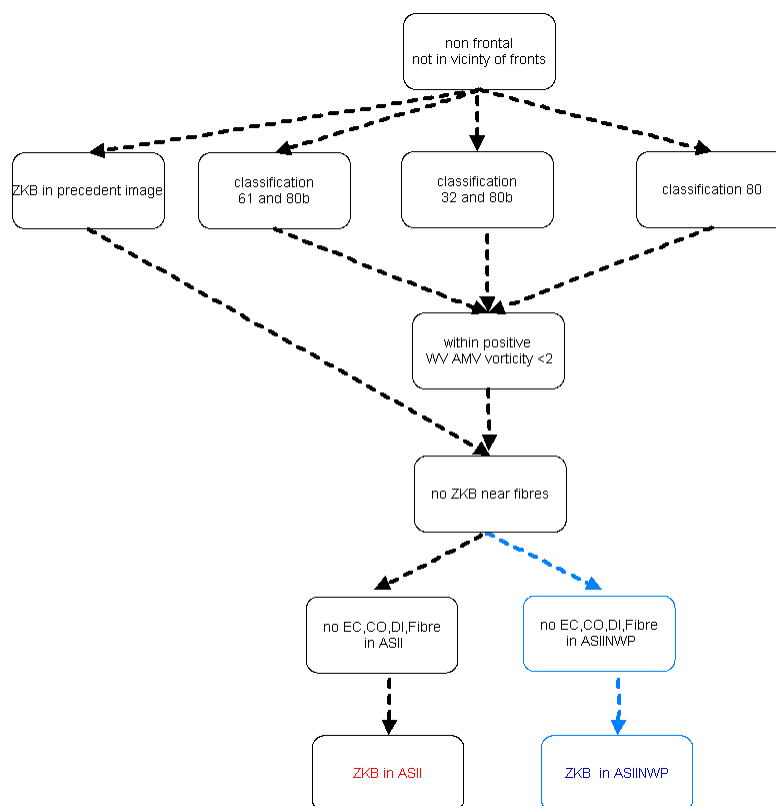 non frontal
not in vicinty of fronts
ZKB in precedent image
classification
61 and 80b
classification
32 and 80b
classification 80
within positive
WV AMV vorticity <2
no ZKB near fibres
no EC,CO,DI,Fibre
in ASII
no EC,CO,DI,Fibre
in ASIINWP
ZKB in ASII
ZKB in ASIINWP